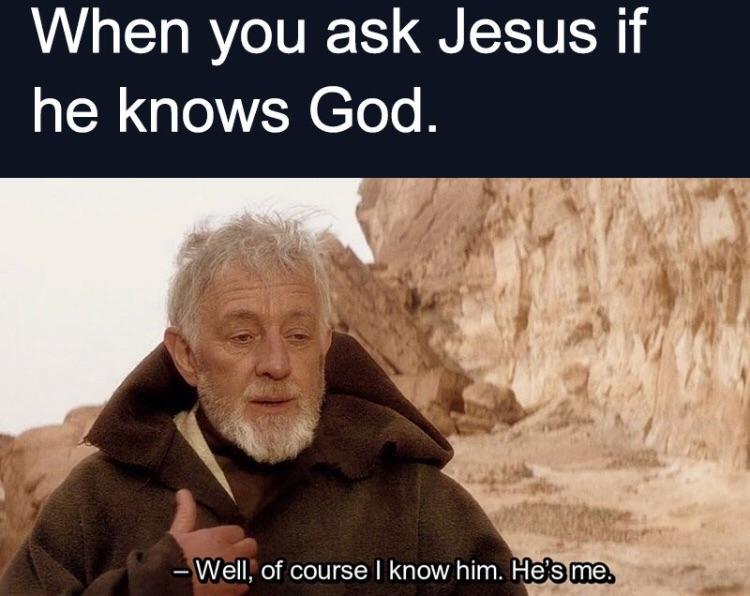 When you ask Jesus if
he knows God.
– Well, of course I know him. He's me.